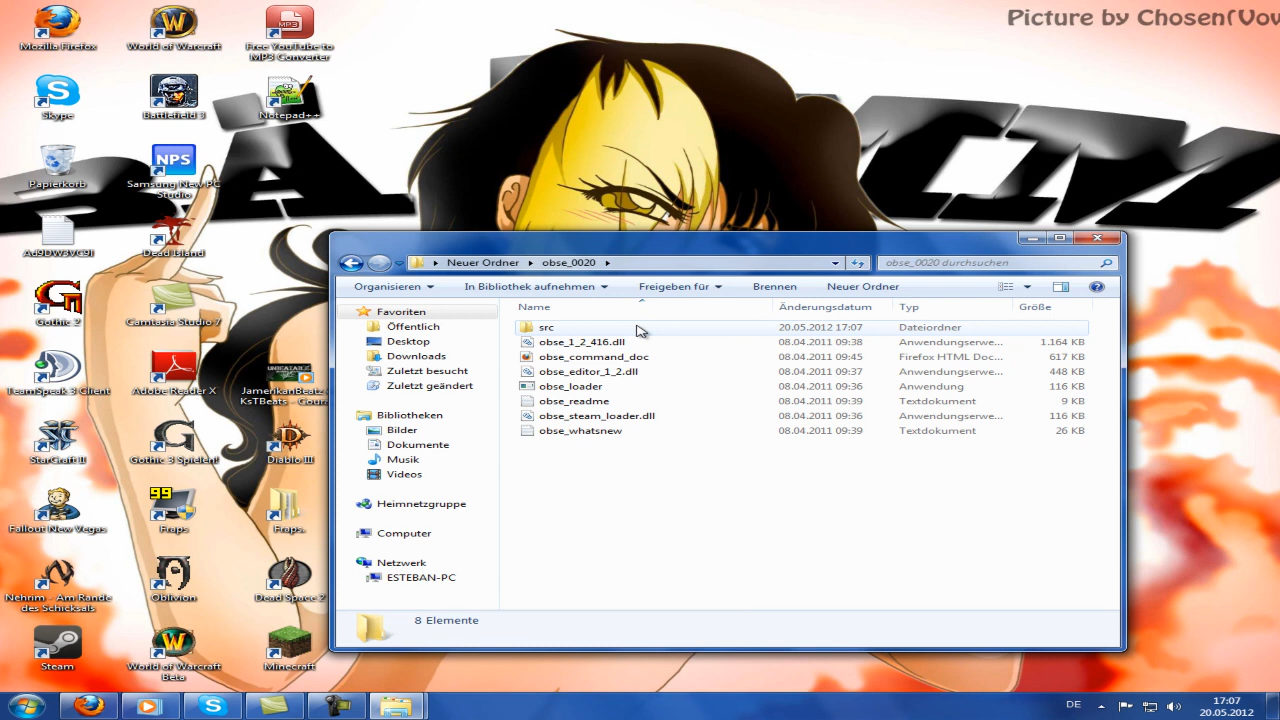 Picture by Chosen(Vow
Mozilla Firefox
World of Warcraft
Free YouTube to
MP3 Converter
Skype
Battlefield 3
Notepad++
Papierkorb
NPS
Samsung New PC
Studio
Dead Island
Gothic 2
Camtasia Studio 7
TeamSpeak 3 Client
Adobe Reader X
JamerikanBeatz
KsTBeats - Coun
StarCraft II
Gothic 3 Spielen!
Diablo III
99
Fallout New Vegas
Fraps
Fraps.
Nehrim - Am Rande
des Schicksals
Oblivion
Dead Space 2
Steam
World of Warcraft
Beta
Minecraft
Neuer Ordner
obse_0020
obse_0020 durchsuchen
Organisieren
In Bibliothek aufnehmen
Freigeben für
Brennen
Neuer Ordner
Favoriten
Öffentlich
Desktop
Downloads
Zuletzt besucht
Zuletzt geändert
Bibliotheken
Bilder
Dokumente
Musik
Videos
Heimnetzgruppe
Computer
Netzwerk
ESTEBAN-PC
Name Änderungsdatum Typ Größe
src 20.05.2012 17:07 Dateiordner
obse_1_2_416.dll 08.04.2011 09:38 Anwendungserwe... 1.164 KB
obse_command_doc 08.04.2011 09:45 Firefox HTML Doc... 617 KB
obse_editor_1_2.dll 08.04.2011 09:37 Anwendungserwe... 448 KB
obse_loader 08.04.2011 09:36 Anwendung 116 KB
obse_readme 08.04.2011 09:39 Textdokument 9 KB
obse_steam_loader.dll 08.04.2011 09:36 Anwendungserwe... 116 KB
obse_whatsnew 08.04.2011 09:39 Textdokument 26 KB
8 Elemente
DE
17:07
20.05.2012